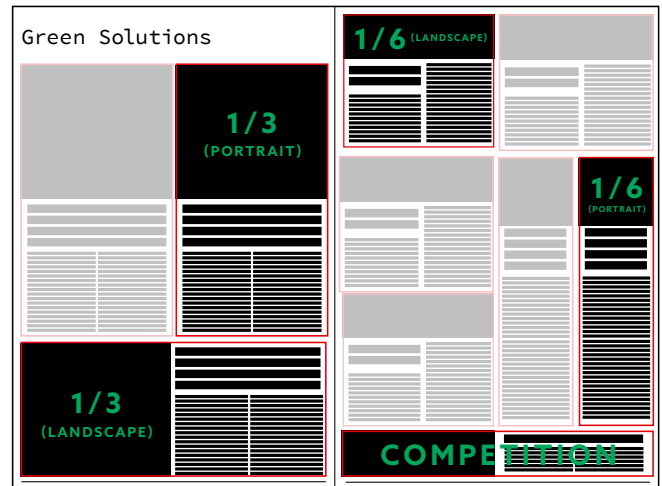 Green Solutions
1/3
(PORTRAIT)
1/3
(LANDSCAPE)
1/6 (LANDSCAPE)
1/6
(PORTRAIT)
COMPETITION